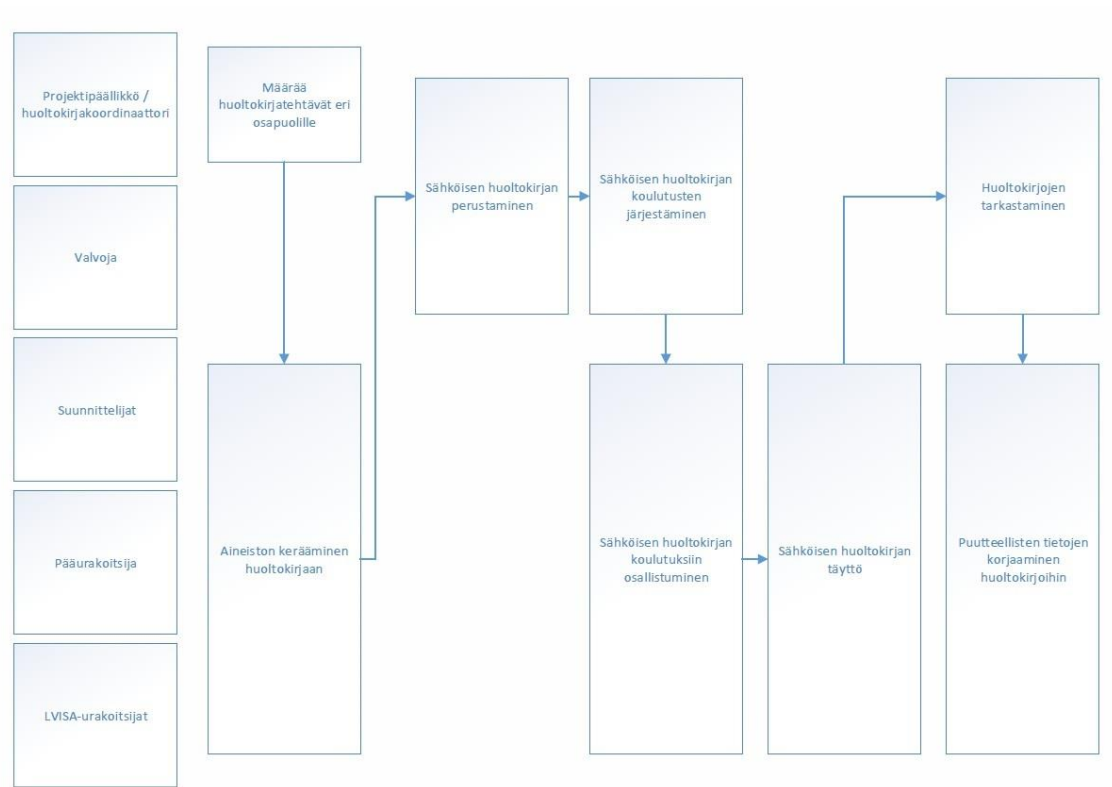 Projektipäällikkö /
huoltokirjakoordinaattori
Valvoja
Suunnittelijat
Pääurakoitsija
LVISA-urakoitsijat
Määrää
huoltokirjatehtävät eri
osapuolille
Aineiston kerääminen
huoltokirjaan
Sähköisen huoltokirjan
perustaminen
Sähköisen huoltokirjan
koulutusten
järjestäminen
Sähköisen huoltokirjan
koulutuksiin
osallistuminen
Sähköisen huoltokirjan
täyttö
Huoltokirjojen
tarkastaminen
Puutteellisten tietojen
korjaaminen
huoltokirjoihin